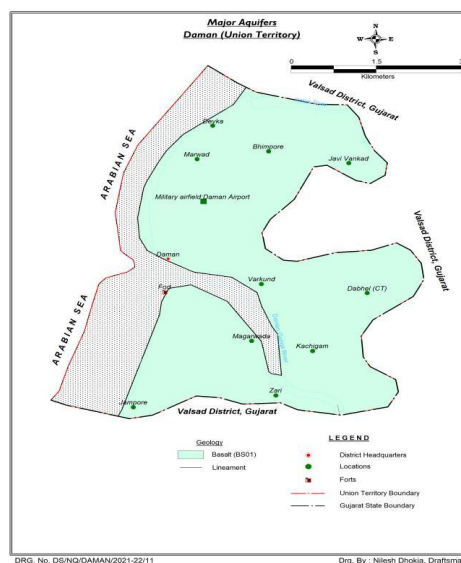 Major Aquifers
Daman (Union Territory)
N
W E
S
0 1.5 3
Kilometers
Valsad District, Gujarat
Devka
Bhimpore
Marwad
Javi Vankad
ARABIAN SEA
Military airfield Daman Airport
Valsad District, Gujarat
Daman
Fort
Varkund
Dabhel (CT)
ARABIAN SEA
Magarwada
Kachigam
Zari
Jampore
Valsad District, Gujarat
Geology
Basalt (BS01)
Lineament
LEGEND
District Headquarters
Locations
Forts
Union Territory Boundary
Gujarat State Boundary
DRG. No. DS/NQ/DAMAN/2021-22/11
Drg. By : Nilesh Dhokia, Draftsma